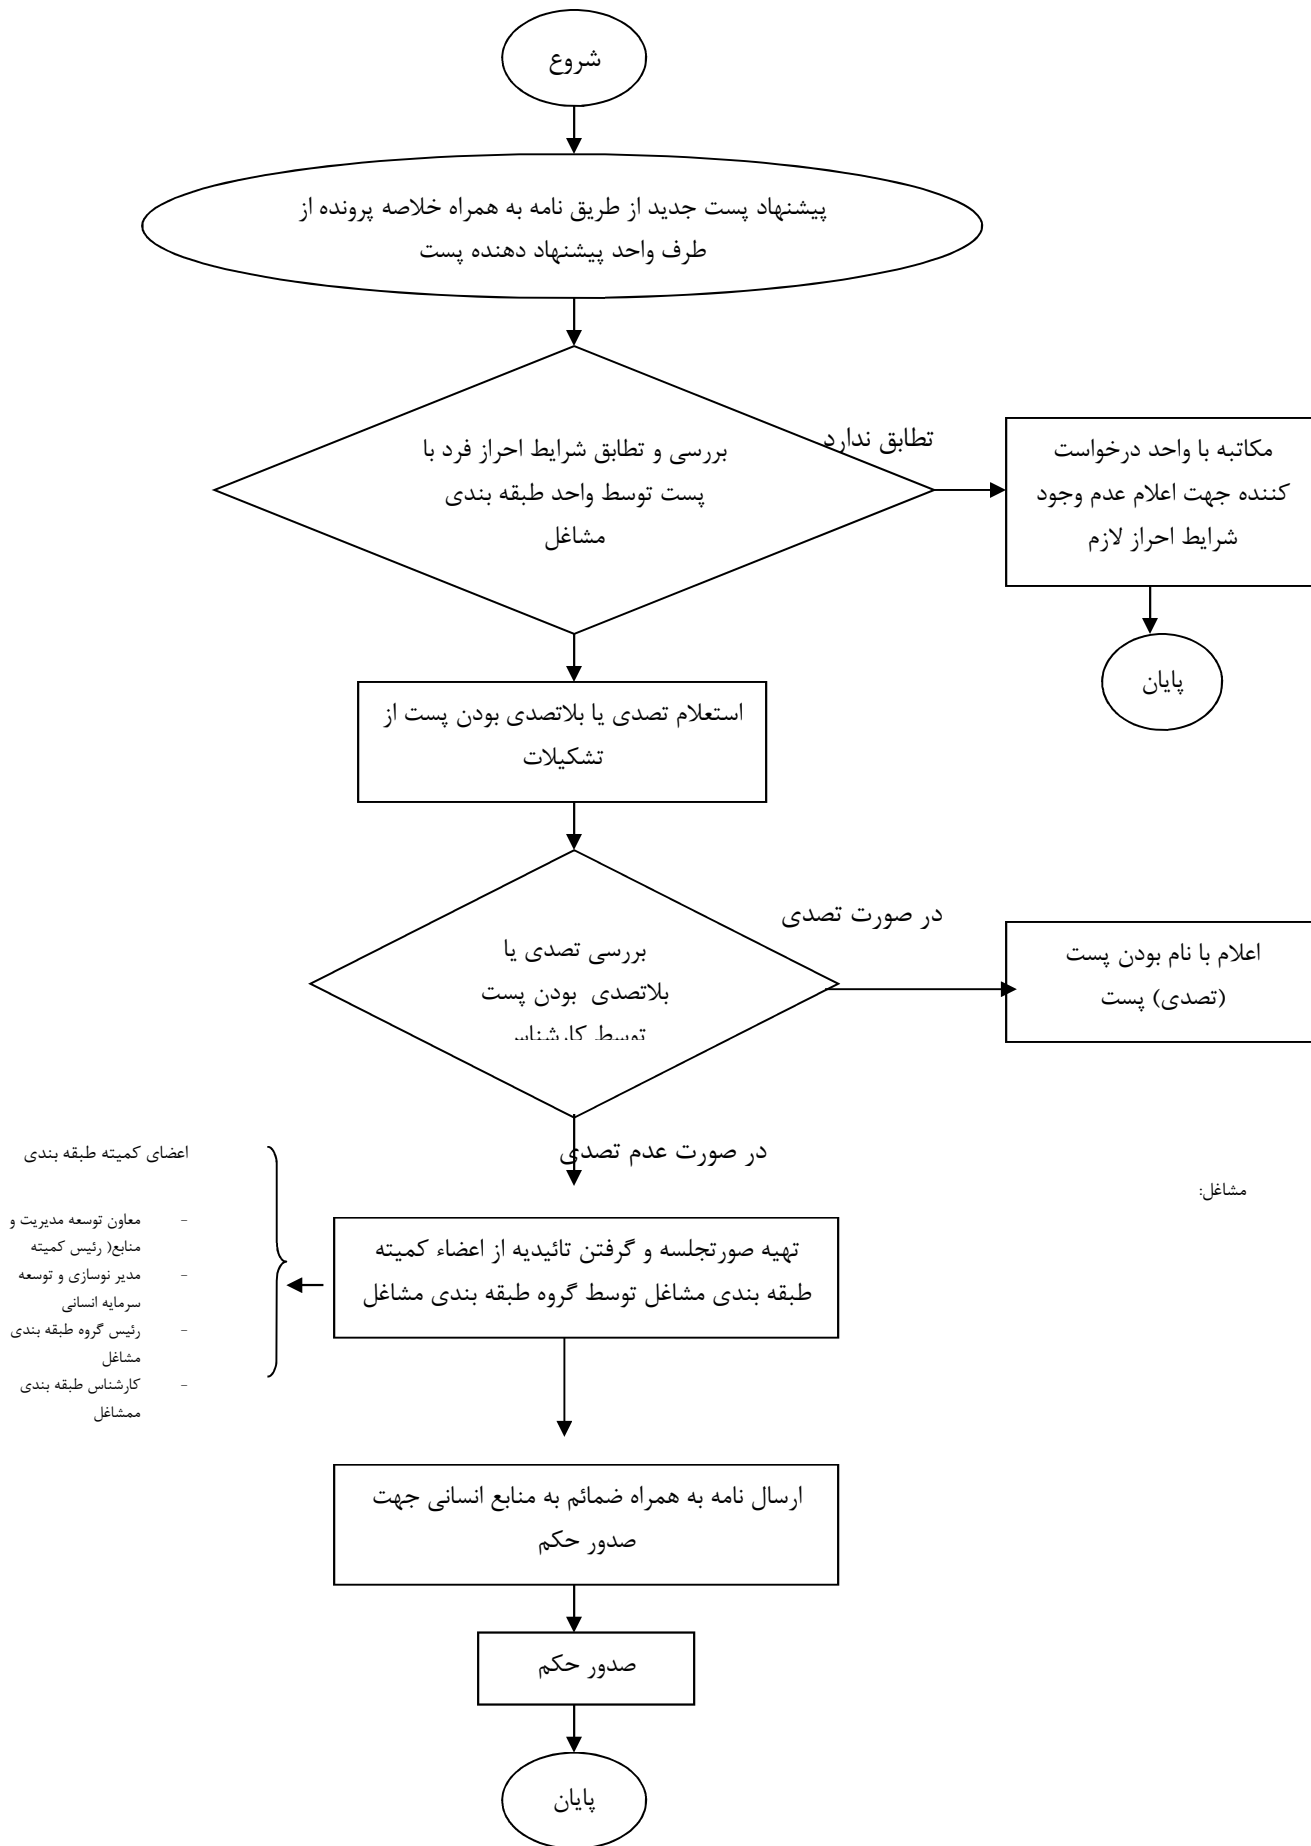 شروع
پیشنهاد پست جدید از طریق نامه به همراه خلاصه پرونده از
طرف واحد پیشنهاد دهنده پست
بررسی و تطابق شرایط احراز فرد با
پست توسط واحد طبقه بندی
مشاغل
تطابق ندارد
مکاتبه با واحد درخواست
کننده جهت اعلام عدم وجود
شرایط احراز لازم
پایان
استعلام تصدی یا بلاتصدی بودن پست از
تشکیلات
بررسی تصدی یا
بلاتصدی بودن پست
توسط کارشناس
در صورت تصدی
اعلام با نام بودن پست
(تصدی) پست
در صورت عدم تصدی
اعضای کمیته طبقه بندی
مشاغل:
- معاون توسعه مدیریت و
منابع( رئیس کمیته
- مدیر نوسازی و توسعه
سرمایه انسانی
- رئیس گروه طبقه بندی
مشاغل
- کارشناس طبقه بندی
ممشاغل
تهیه صورتجلسه و گرفتن تائیدیه از اعضاء کمیته
طبقه بندی مشاغل توسط گروه طبقه بندی مشاغل
ارسال نامه به همراه ضمائم به منابع انسانی جهت
صدور حکم
صدور حکم
پایان